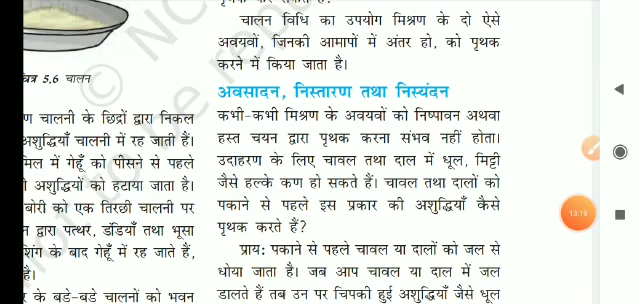 चित्र 5.6 चालन
चालनी के छिद्रों द्वारा निकल
अशुद्धियाँ चालनी में रह जाती हैं।
मिल में गेहूँ को पीसने से पहले
अशुद्धियों को हटाया जाता है।
बोरी को एक तिरछी चालनी पर
द्वारा पत्थर, डंडियाँ तथा भूसा
के बाद गेहूँ में रह जाते हैं,
है।
के बड़े-बड़े चालनों को भवन
चालन विधि का उपयोग मिश्रण के दो ऐसे
अवयवों, जिनकी आमापों में अंतर हो, को पृथक
करने में किया जाता है।
अवसादन, निस्तारण तथा निस्यंदन
कभी-कभी मिश्रण के अवयवों को निष्पावन अथवा
हस्त चयन द्वारा पृथक करना संभव नहीं होता।
उदाहरण के लिए चावल तथा दाल में धूल, मिट्टी
जैसे हल्के कण हो सकते हैं। चावल तथा दालों को
पकाने से पहले इस प्रकार की अशुद्धियाँ कैसे
पृथक करते हैं?
प्राय: पकाने से पहले चावल या दालों को जल से
धोया जाता है। जब आप चावल या दाल में जल
डालते हैं तब उन पर चिपकी हुई अशुद्धियाँ जैसे धूल
13:19